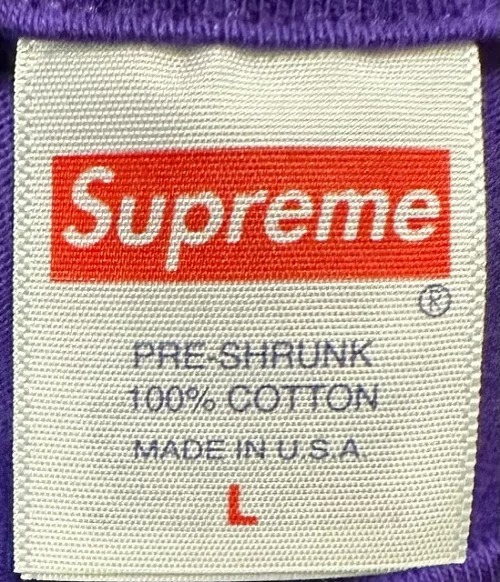 Supreme
®
PRE-SHRUNK
100% COTTON
MADE IN U.S.A.
L